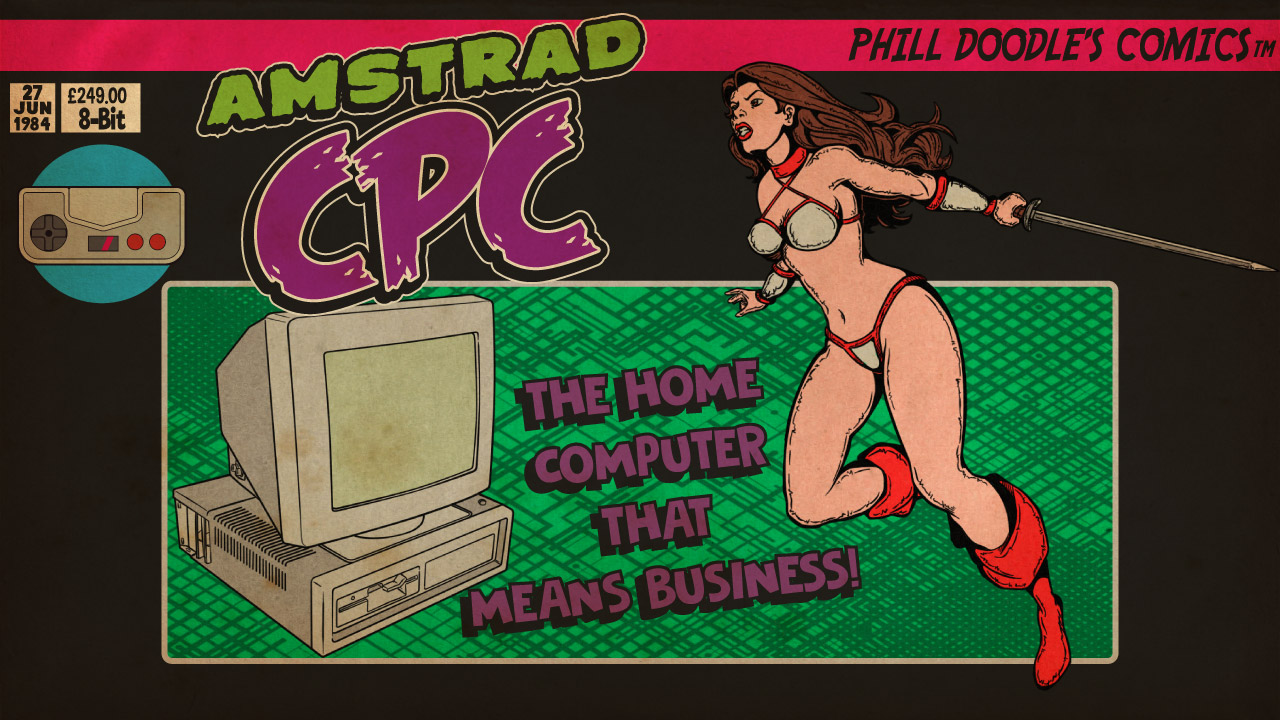 PHILL DOODLE'S COMICS™
AMSTRAD
CPC
27
JUN
1984
£249.00
8-Bit
THE HOME
COMPUTER
THAT
MEANS BUSINESS!